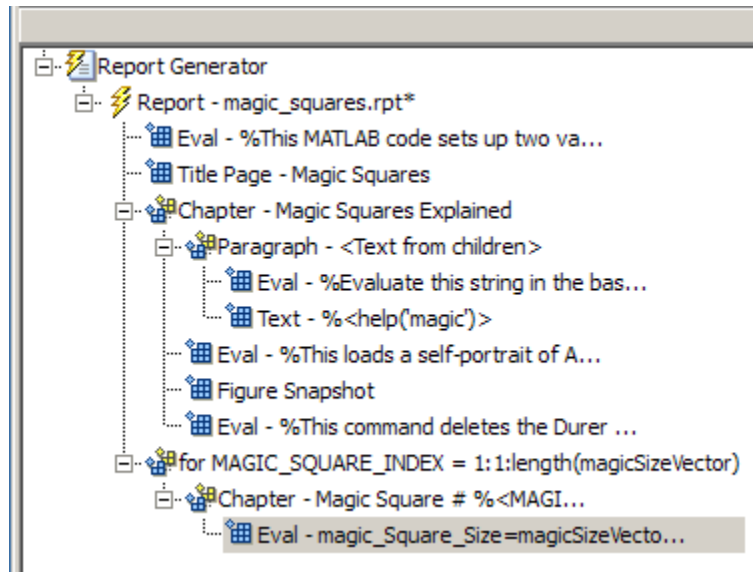 Report Generator
Report - magic_squares.rpt*
Eval - %This MATLAB code sets up two va...
Title Page - Magic Squares
Chapter - Magic Squares Explained
Paragraph - <Text from children>
Eval - %Evaluate this string in the bas...
Text - %<help('magic')>
Eval - %This loads a self-portrait of A...
Figure Snapshot
Eval - %This command deletes the Durer ...
for MAGIC_SQUARE_INDEX = 1:1:length(magicSizeVector)
Chapter - Magic Square # %<MAGI...
Eval - magic_Square_Size=magicSizeVecto...